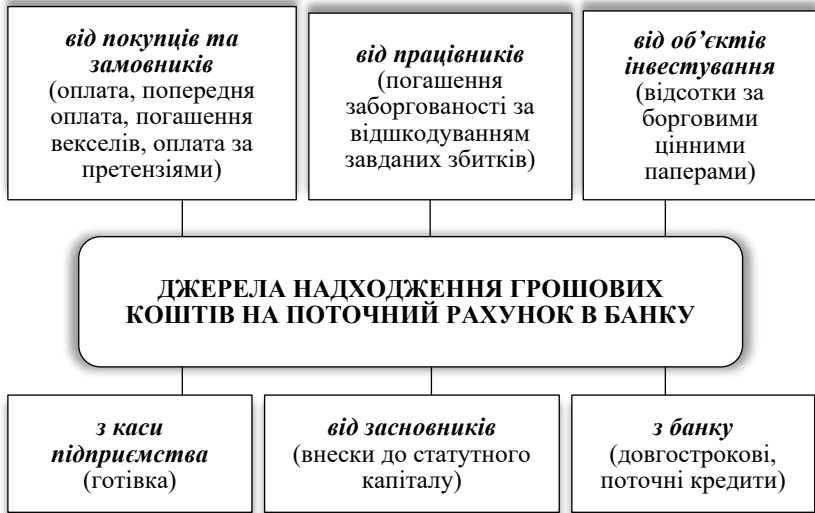 від покупців та
замовників
(оплата, попередня
оплата, погашення
векселів, оплата за
претензіями)
від працівників
(погашення
заборгованості за
відшкодуванням
завданих збитків)
від об’єктів
інвестування
(відсотки за
борговими
цінними
паперами)
ДЖЕРЕЛА НАДХОДЖЕННЯ ГРОШОВИХ
КОШТІВ НА ПОТОЧНИЙ РАХУНОК В БАНКУ
з каси
підприємства
(готівка)
від засновників
(внески до статутного
капіталу)
з банку
(довгострокові,
поточні кредити)